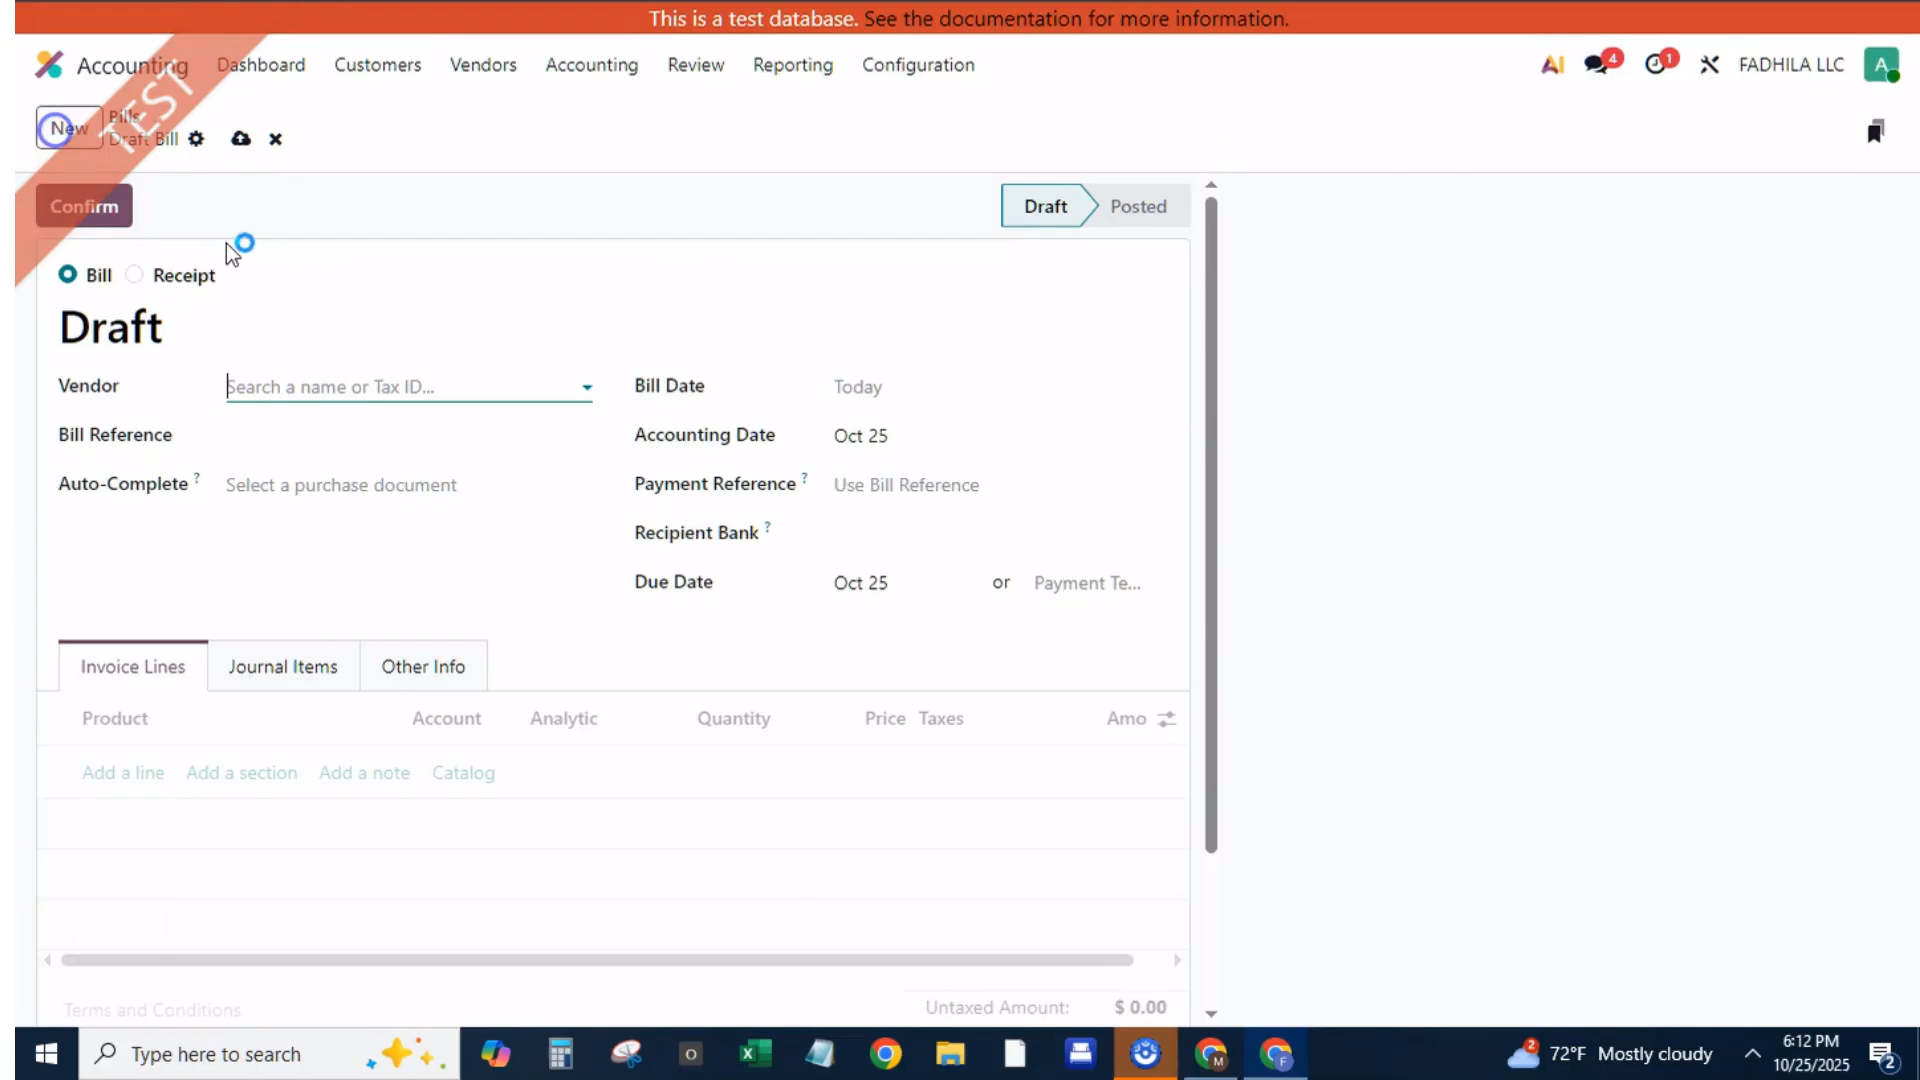 This is a test database. See the documentation for more information.
Accounting Dashboard Customers Vendors Accounting Review Reporting Configuration
AI 4 1 FADHILA LLC A
TEST
New Bills
Draft Bill
Confirm
Draft Posted
Bill Receipt
Draft
Vendor Search a name or Tax ID... Bill Date Today
Bill Reference Accounting Date Oct 25
Auto-Complete ? Select a purchase document Payment Reference ? Use Bill Reference
Recipient Bank ?
Due Date Oct 25 or Payment Te...
Invoice Lines Journal Items Other Info
Product Account Analytic Quantity Price Taxes Amo
Add a line Add a section Add a note Catalog
Terms and Conditions Untaxed Amount: $ 0.00
Type here to search
O
M
F
2 72°F Mostly cloudy
6:12 PM
10/25/2025
2